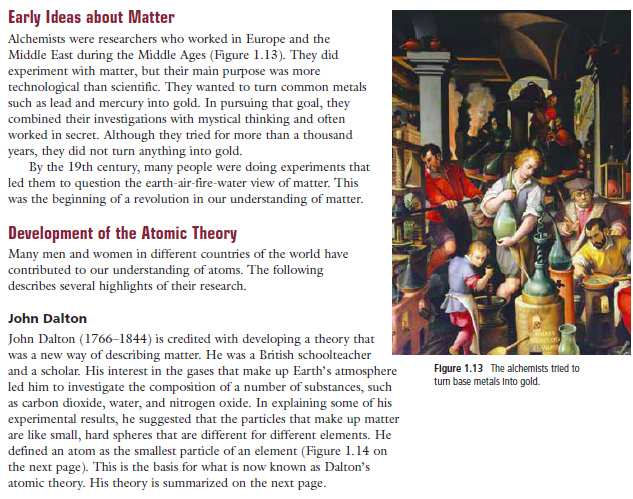 Early Ideas about Matter
Alchemists were researchers who worked in Europe and the
Middle East during the Middle Ages (Figure 1.13). They did
experiment with matter, but their main purpose was more
technological than scientific. They wanted to turn common metals
such as lead and mercury into gold. In pursuing that goal, they
combined their investigations with mystical thinking and often
worked in secret. Although they tried for more than a thousand
years, they did not turn anything into gold.
By the 19th century, many people were doing experiments that
led them to question the earth-air-fire-water view of matter. This
was the beginning of a revolution in our understanding of matter.
Development of the Atomic Theory
Many men and women in different countries of the world have
contributed to our understanding of atoms. The following
describes several highlights of their research.
John Dalton
John Dalton (1766–1844) is credited with developing a theory that
was a new way of describing matter. He was a British schoolteacher
and a scholar. His interest in the gases that make up Earth's atmosphere
led him to investigate the composition of a number of substances, such
as carbon dioxide, water, and nitrogen oxide. In explaining some of his
experimental results, he suggested that the particles that make up matter
are like small, hard spheres that are different for different elements. He
defined an atom as the smallest particle of an element (Figure 1.14 on
the next page). This is the basis for what is now known as Dalton's
atomic theory. His theory is summarized on the next page.
Figure 1.13 The alchemists tried to
turn base metals into gold.